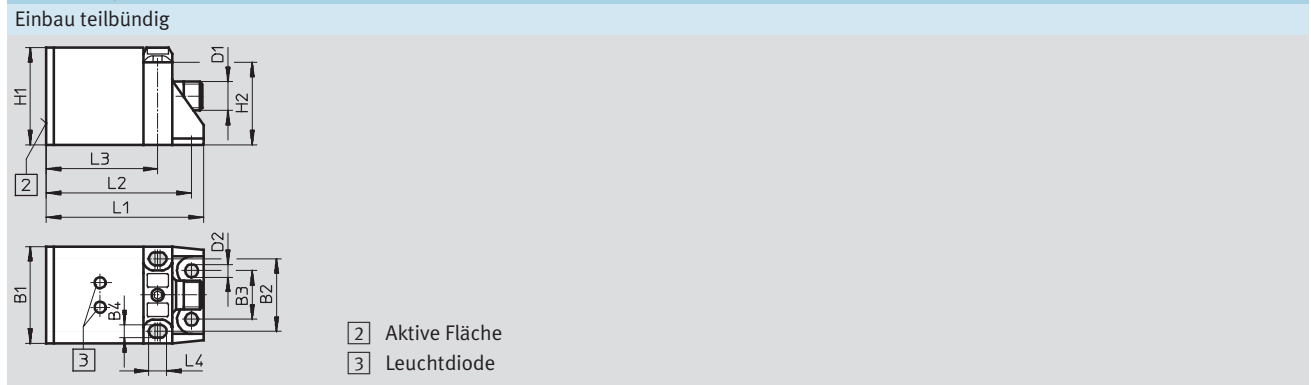 Einbau teilbündig
H1
D1
H2
L3
2
L2
L1
D2
B1
B4
B3
B2
3
L4
2 Aktive Fläche
3 Leuchtdiode